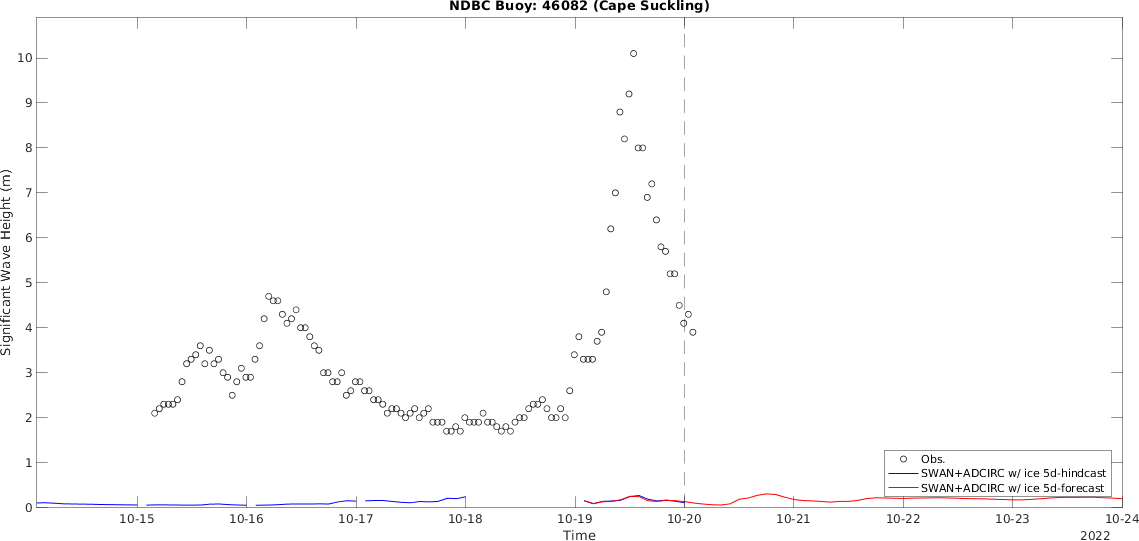 NDBC Buoy: 46082 (Cape Suckling)
Significant Wave Height (m)
10
9
8
7
6
5
4
3
2
1
0
Obs.
SWAN+ADCIRC w/ ice 5d-hindcast
SWAN+ADCIRC w/ ice 5d-forecast
10-15 10-16 10-17 10-18 10-19 10-20 10-21 10-22 10-23 10-24
Time
2022